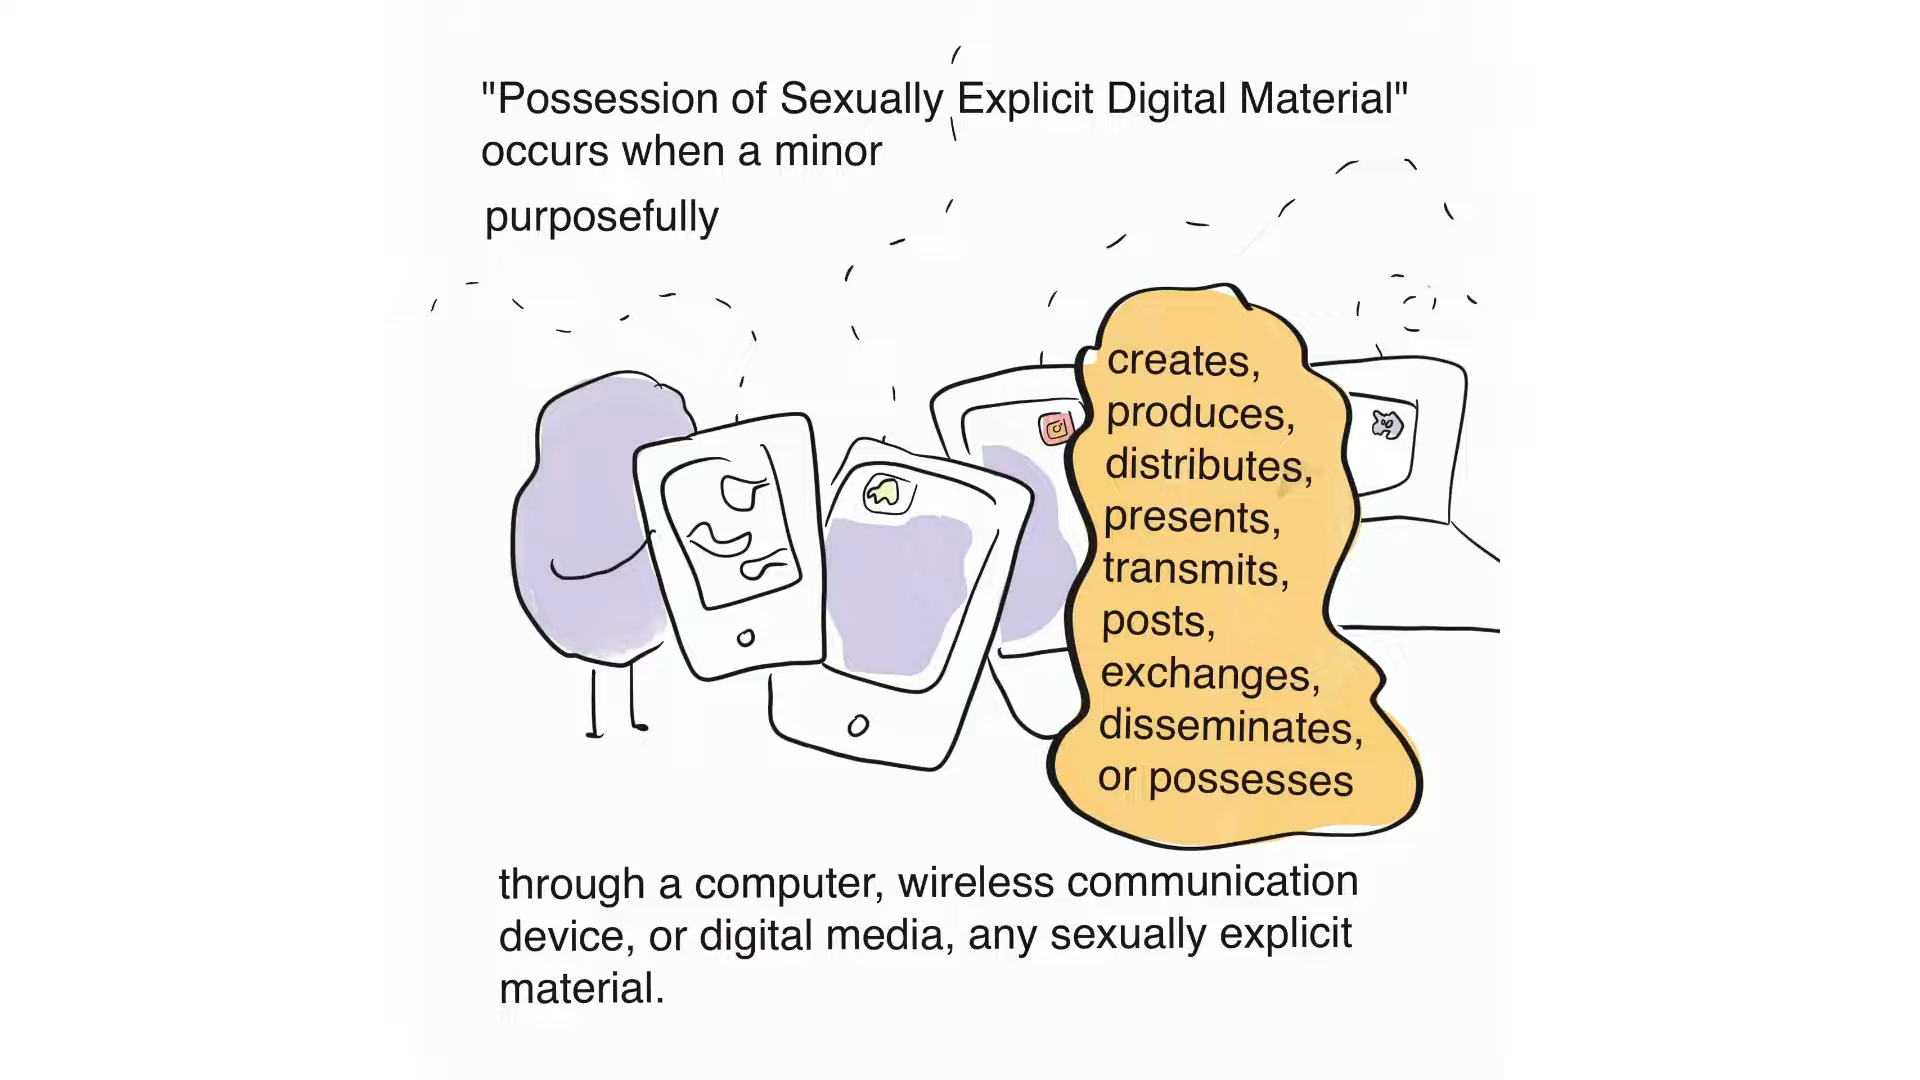 "Possession of Sexually Explicit Digital Material"
occurs when a minor
purposefully
creates,
produces,
distributes,
presents,
transmits,
posts,
exchanges,
disseminates,
or possesses
through a computer, wireless communication
device, or digital media, any sexually explicit
material.